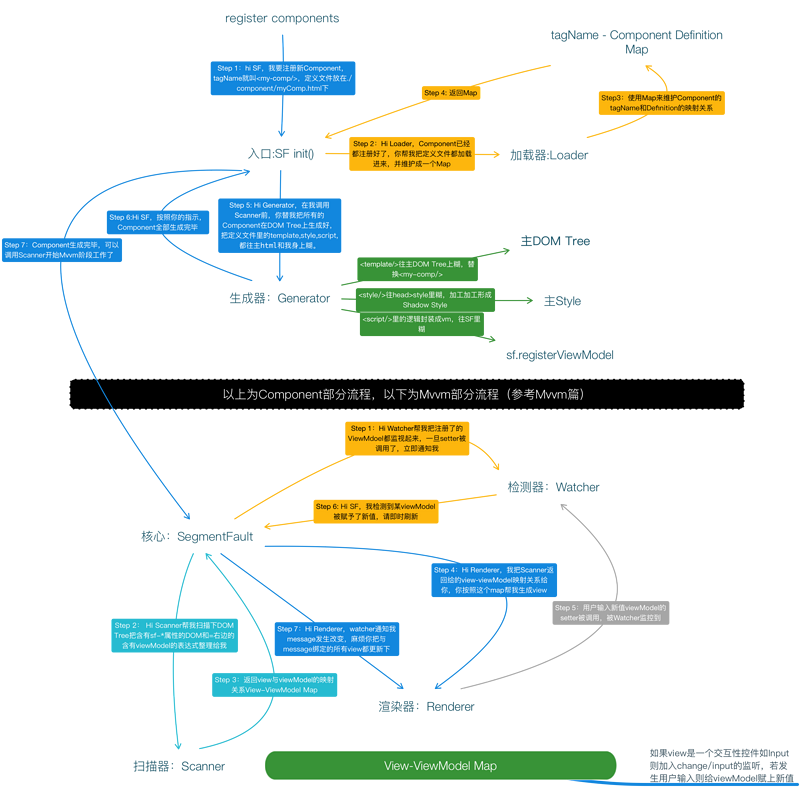 register components
tagName - Component Definition
Map
Step 1：hi SF，我要注册新Component,
tagName就叫<my-comp/>，定义文件放在./
component/myComp.html下
Step 4: 返回Map
Step3：使用Map来维护Component的
tagName和Definition的映射关系
入口:SF init()
Step 2：Hi Loader，Component已经
都注册好了，你帮我把定义文件都加载
进来，并维护成一个Map
加载器:Loader
Step 6:Hi SF，按照你的指示，
Component全部生成完毕
Step 5: Hi Generator，在我调用
Scanner前，你替我把所有的
Component在DOM Tree上生成好，
把定义文件里的template,style,script,
都往主html和我身上糊。
Step 7：Component生成完毕，可以
调用Scanner开始Mvvm阶段工作了
主DOM Tree
<template/>往主DOM Tree上糊，替
换<my-comp/>
生成器：Generator
<style/>往head>style里糊，加工加工形成
Shadow Style
主Style
<script/>里的逻辑封装成vm，往SF里
糊
sf.registerViewModel
以上为Component部分流程，以下为Mvvm部分流程（参考Mvvm篇）
Step 1：Hi Watcher帮我把注册了的
ViewMdoel都监视起来，一旦setter被
调用了，立即通知我
检测器：Watcher
Step 6: Hi SF，我检测到某viewModel
被赋予了新值，请即时刷新
核心：SegmentFault
Step 4：Hi Renderer，我把Scanner返
回给的view-viewModel映射关系给
你，你按照这个map帮我生成view
Step 5：用户输入新值viewModel的
setter被调用，被Watcher监控到
Step 2： Hi Scanner帮我扫描下DOM
Tree把含有sf-*属性的DOM和=右边的
含有viewModel的表达式整理给我
Step 7：Hi Renderer，watcher通知我
message发生改变，麻烦你把与
message绑定的所有view都更新下
Step 3：返回view与viewModel的映射
关系View-ViewModel Map
渲染器：Renderer
扫描器：Scanner
View-ViewModel Map
如果view是一个交互性控件如Input
则加入change/input的监听，若发
生用户输入则给viewModel赋上新值